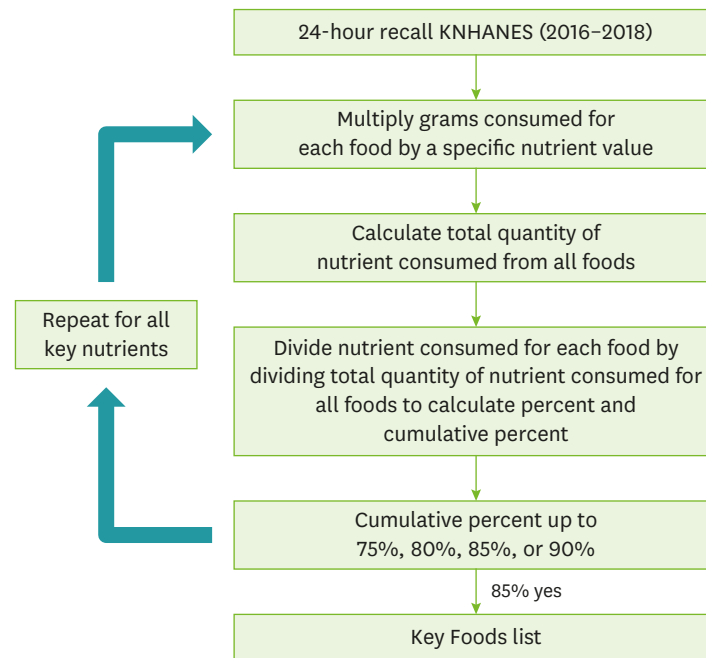 24-hour recall KNHANES (2016–2018)
Multiply grams consumed for
each food by a specific nutrient value
Calculate total quantity of
nutrient consumed from all foods
Repeat for all
key nutrients
Divide nutrient consumed for each food by
dividing total quantity of nutrient consumed for
all foods to calculate percent and
cumulative percent
Cumulative percent up to
75%, 80%, 85%, or 90%
85% yes
Key Foods list